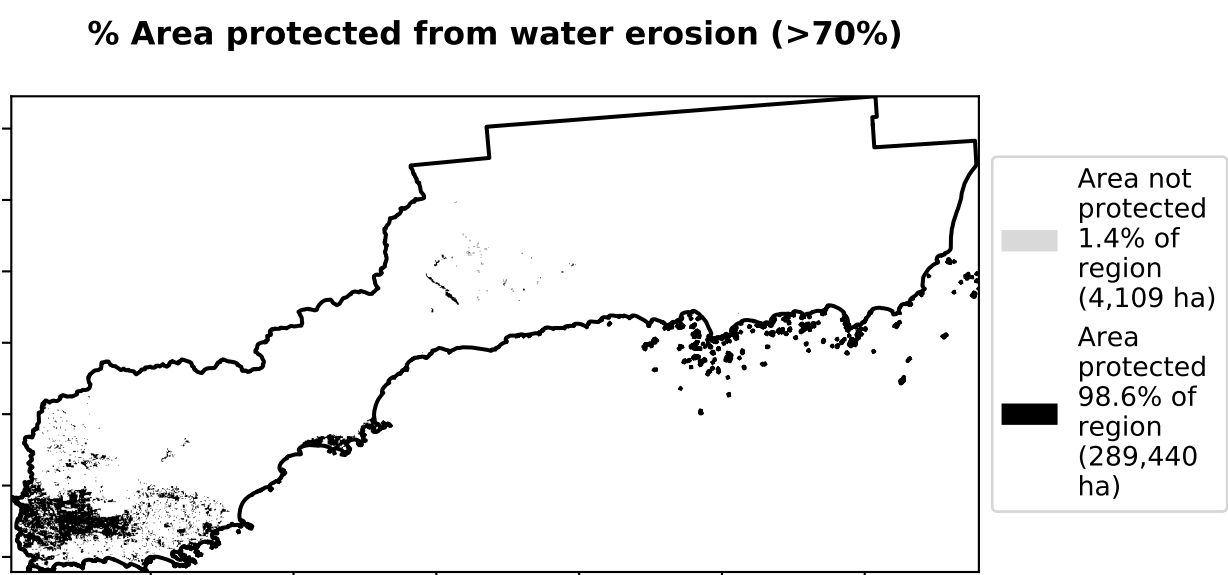 % Area protected from water erosion (>70%)
Area not
protected
1.4% of
region
(4,109 ha)
Area
protected
98.6% of
region
(289,440
ha)